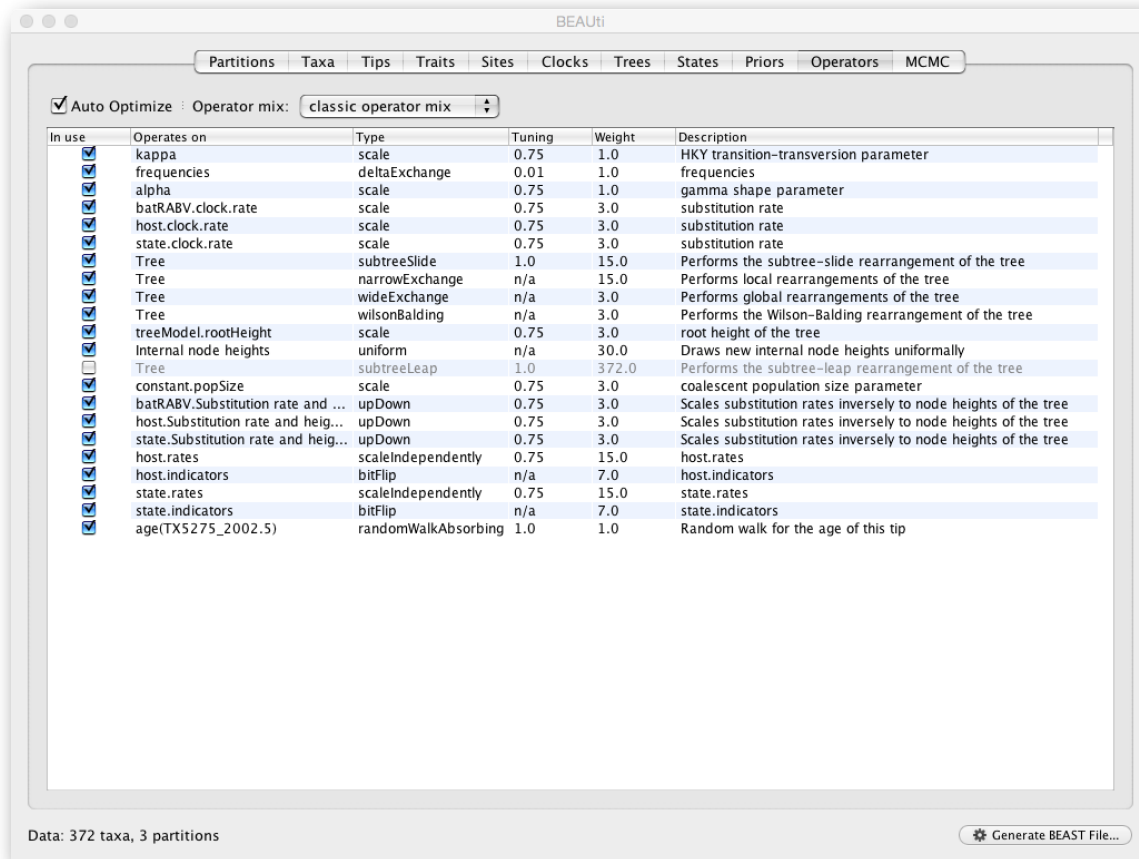 BEAUti
Partitions Taxa Tips Traits Sites Clocks Trees States Priors Operators MCMC
Auto Optimize Operator mix: classic operator mix
In use Operates on Type Tuning Weight Description
kappa scale 0.75 1.0 HKY transition-transversion parameter
frequencies deltaExchange 0.01 1.0 frequencies
alpha scale 0.75 1.0 gamma shape parameter
batRABV.clock.rate scale 0.75 3.0 substitution rate
host.clock.rate scale 0.75 3.0 substitution rate
state.clock.rate scale 0.75 3.0 substitution rate
Tree subtreeSlide 1.0 15.0 Performs the subtree-slide rearrangement of the tree
Tree narrowExchange n/a 15.0 Performs local rearrangements of the tree
Tree wideExchange n/a 3.0 Performs global rearrangements of the tree
Tree wilsonBalding n/a 3.0 Performs the Wilson-Balding rearrangement of the tree
treeModel.rootHeight scale 0.75 3.0 root height of the tree
Internal node heights uniform n/a 30.0 Draws new internal node heights uniformally
Tree subtreeLeap 1.0 372.0 Performs the subtree-leap rearrangement of the tree
constant.popSize scale 0.75 3.0 coalescent population size parameter
batRABV.Substitution rate and ... upDown 0.75 3.0 Scales substitution rates inversely to node heights of the tree
host.Substitution rate and heig... upDown 0.75 3.0 Scales substitution rates inversely to node heights of the tree
state.Substitution rate and heig... upDown 0.75 3.0 Scales substitution rates inversely to node heights of the tree
host.rates scaleIndependently 0.75 15.0 host.rates
host.indicators bitFlip n/a 7.0 host.indicators
state.rates scaleIndependently 0.75 15.0 state.rates
state.indicators bitFlip n/a 7.0 state.indicators
age(TX5275_2002.5) randomWalkAbsorbing 1.0 1.0 Random walk for the age of this tip
Data: 372 taxa, 3 partitions Generate BEAST File...